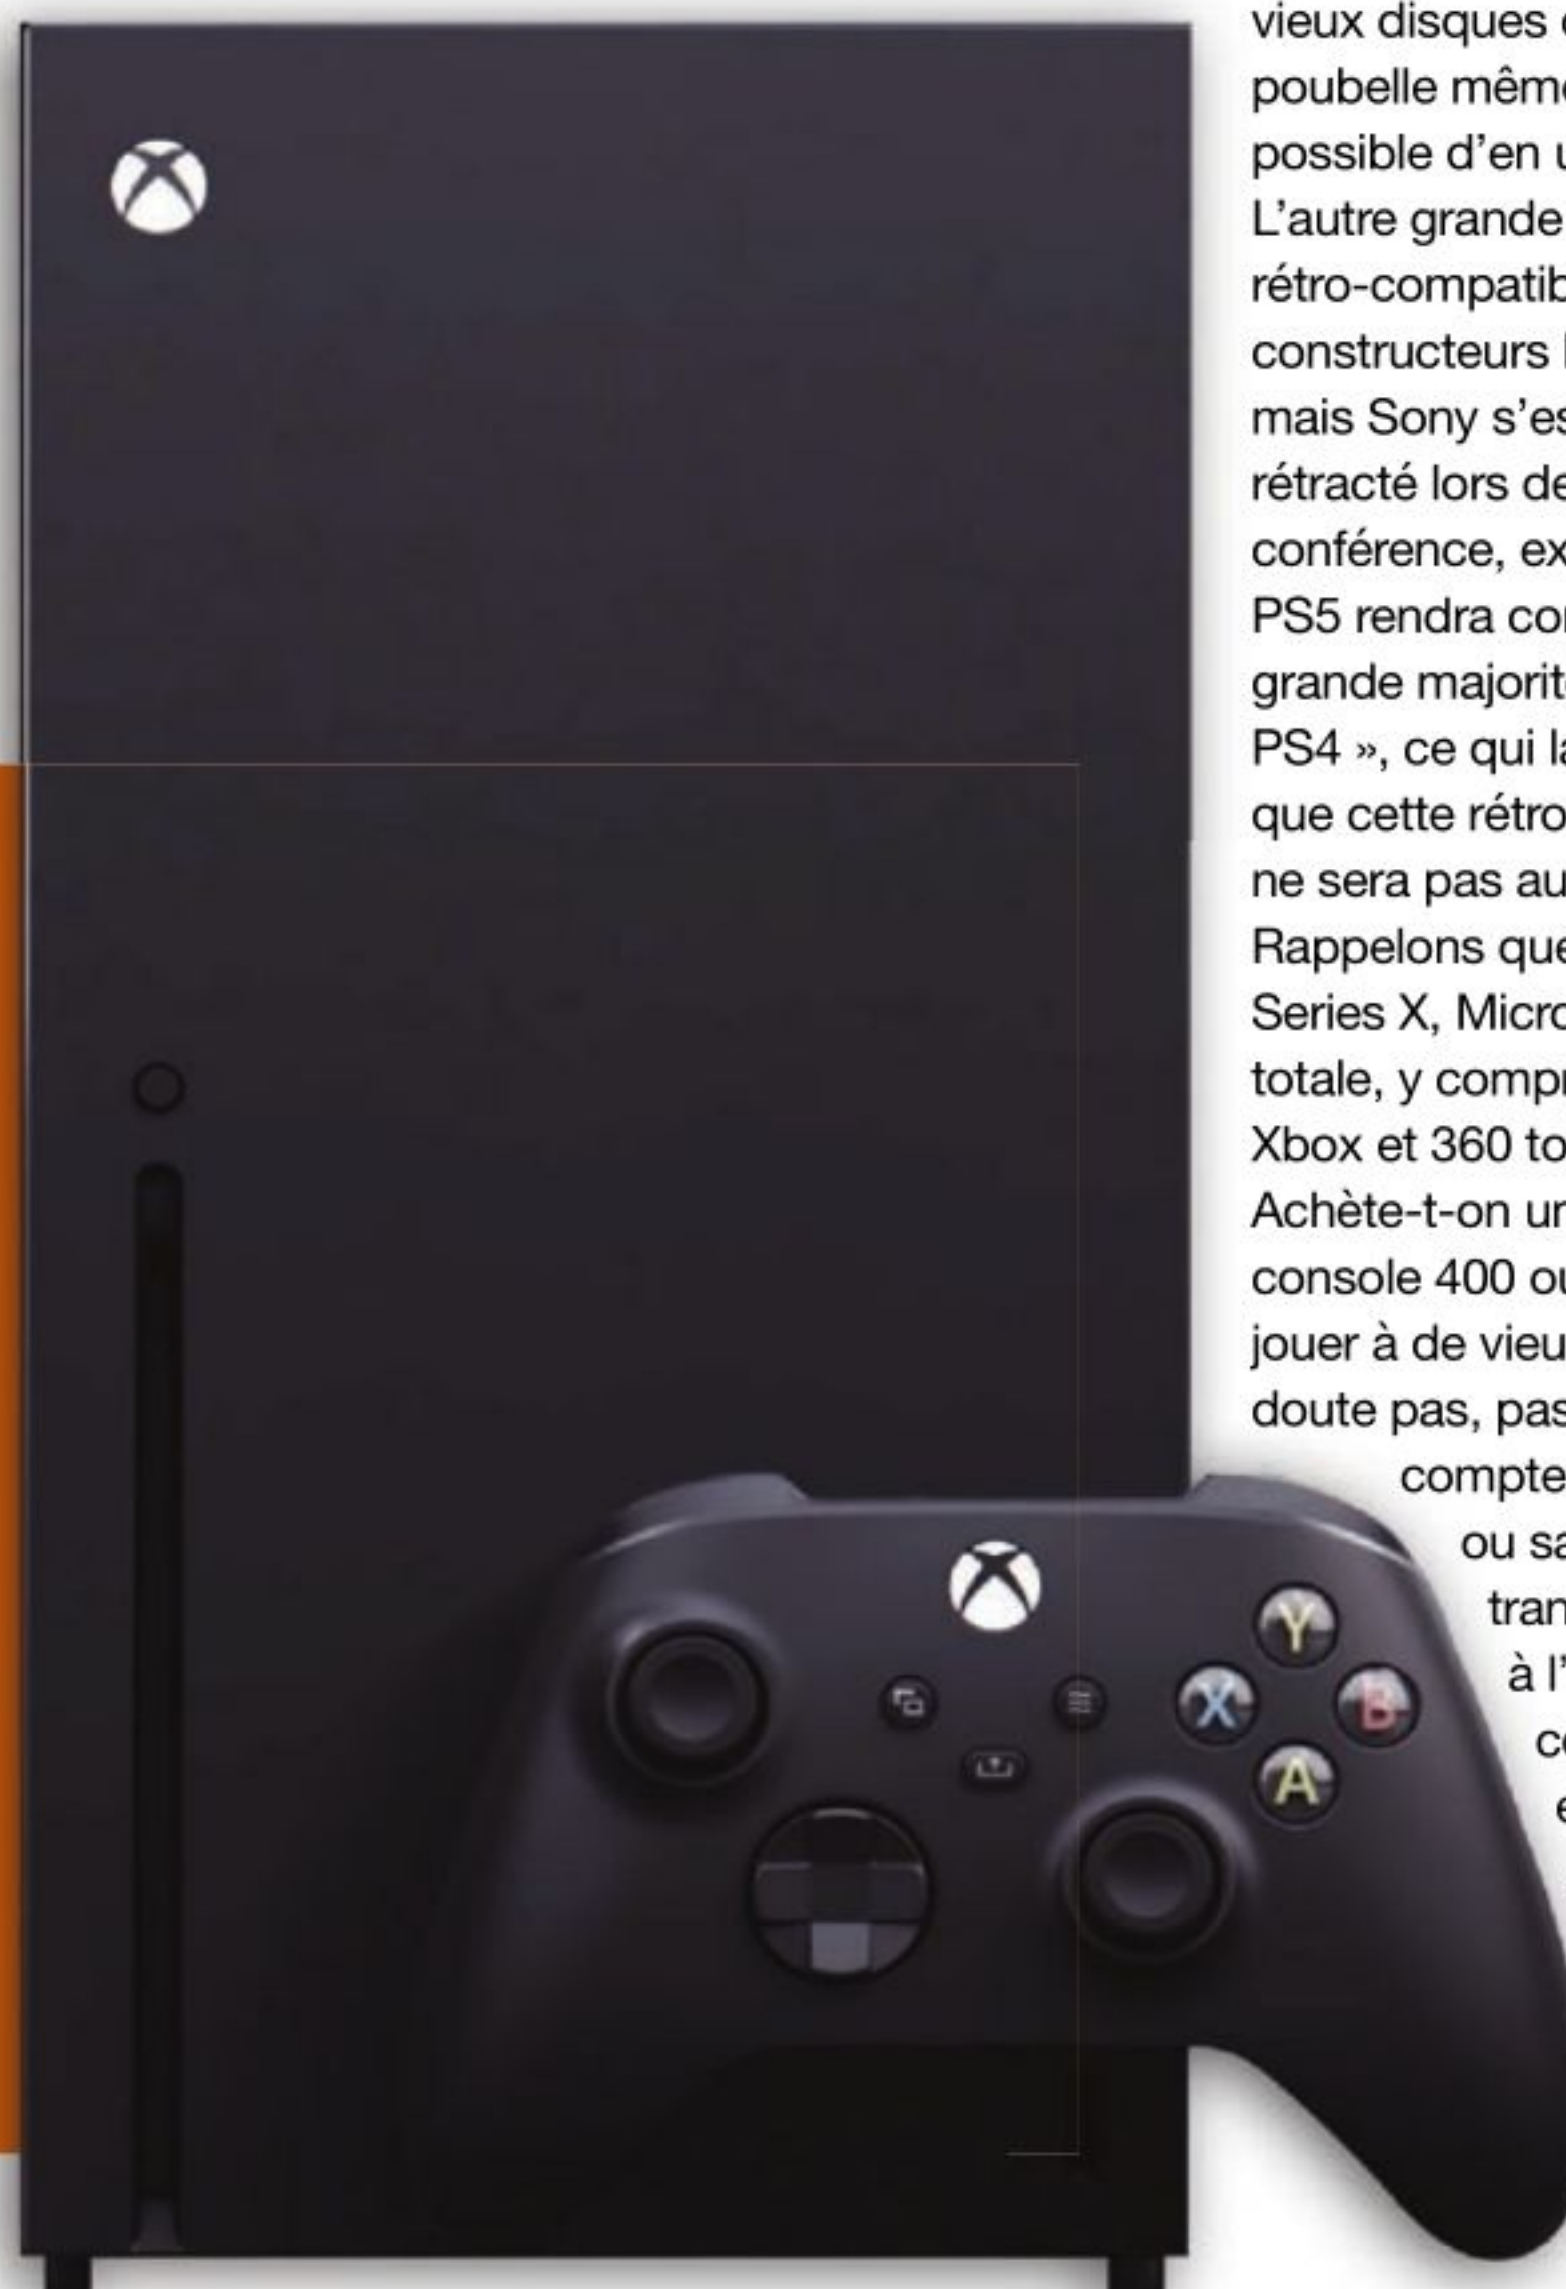 vieux disques
poubelle même
possible d'en
L'autre grande
rétro-compatib
constructeurs
mais Sony s'es
rétracté lors de
conférence, ex
PS5 rendra co
grande majorit
PS4 », ce qui la
que cette rétro
ne sera pas au
Rappelons que
Series X, Micro
totale, y compr
Xbox et 360 to
Achète-t-on un
console 400 ou
jouer à de vieu
doute pas, pas
compte
ou sa
tran
à l'
Y
X
B
A